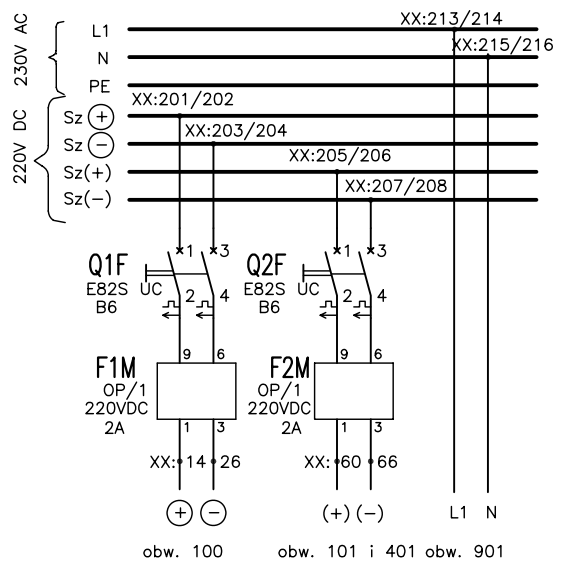 XX:213/214
L1
XX:215/216
N
230V AC
PE
XX:201/202
Sz +
XX:203/204
Sz −
220V DC
XX:205/206
Sz(+)
XX:207/208
Sz(−)
Q1F
E82S
B6
UC
1 3
2 4
Q2F
E82S
B6
UC
1 3
2 4
F1M
OP/1
220VDC
2A
9 6
1 3
F2M
OP/1
220VDC
2A
9 6
1 3
XX: 14 26
XX: 60 66
+ −
(+) (−)
L1 N
obw. 100
obw. 101 i 401
obw. 901